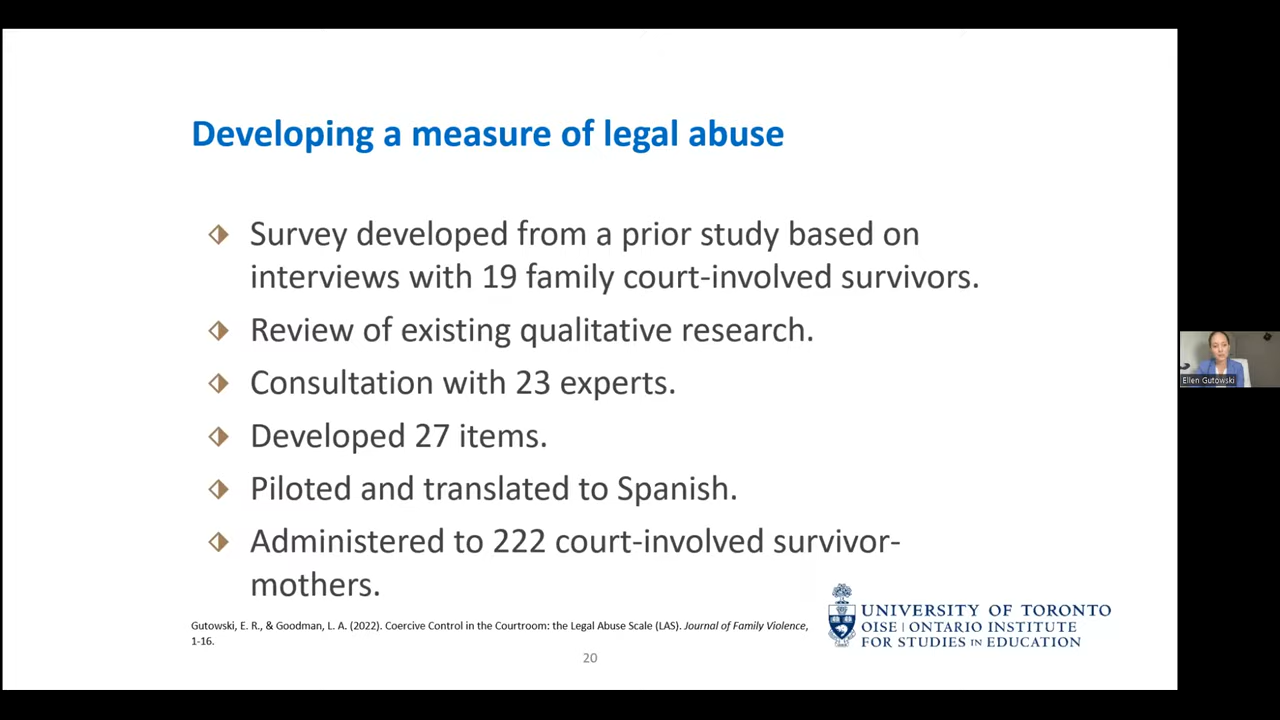 Developing a measure of legal abuse
Survey developed from a prior study based on
interviews with 19 family court-involved survivors.
Review of existing qualitative research.
Consultation with 23 experts.
Developed 27 items.
Piloted and translated to Spanish.
Administered to 222 court-involved survivor-
mothers.
Gutowski, E. R., & Goodman, L. A. (2022). Coercive Control in the Courtroom: the Legal Abuse Scale (LAS). Journal of Family Violence,
1-16.
20
UNIVERSITY OF TORONTO
OISE | ONTARIO INSTITUTE
FOR STUDIES IN EDUCATION
Ellen Gutowski